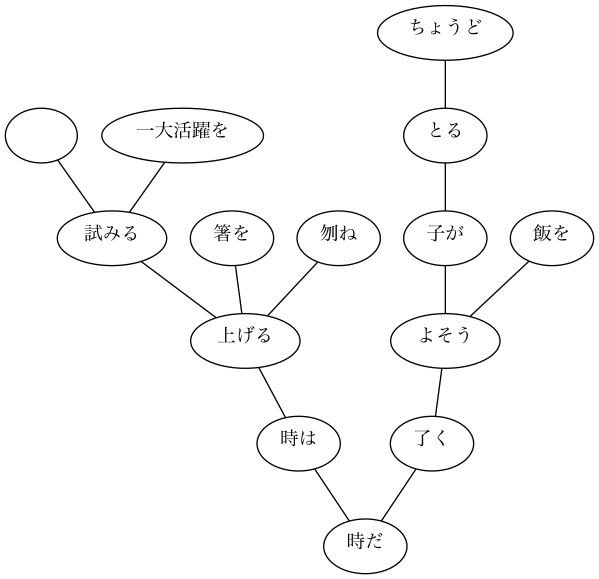 ちょうど
一大活躍を
とる
試みる
箸を
刎ね
子が
飯を
上げる
よそう
時は
了く
時だ